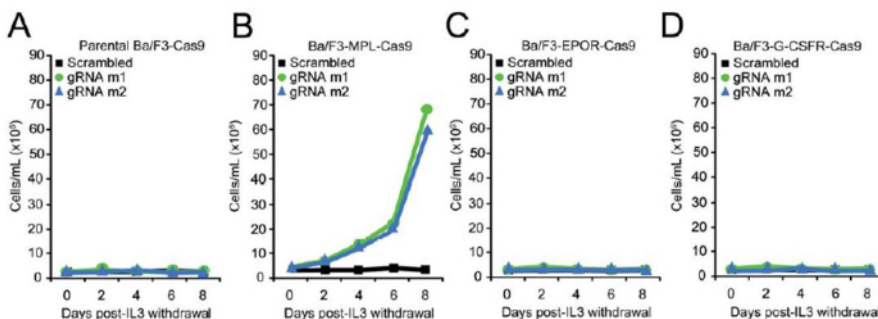 A
Parental Ba/F3-Cas9
Scrambled
gRNA m1
gRNA m2
Cells/mL (x10⁵)
90
80
70
60
50
40
30
20
10
0
0 2 4 6 8
Days post-IL3 withdrawal
B
Ba/F3-MPL-Cas9
Scrambled
gRNA m1
gRNA m2
Cells/mL (x10⁵)
90
80
70
60
50
40
30
20
10
0
0 2 4 6 8
Days post-IL3 withdrawal
C
Ba/F3-EPOR-Cas9
Scrambled
gRNA m1
gRNA m2
Cells/mL (x10⁵)
90
80
70
60
50
40
30
20
10
0
0 2 4 6 8
Days post-IL3 withdrawal
D
Ba/F3-G-CSFR-Cas9
Scrambled
gRNA m1
gRNA m2
Cells/mL (x10⁵)
90
80
70
60
50
40
30
20
10
0
0 2 4 6 8
Days post-IL3 withdrawal